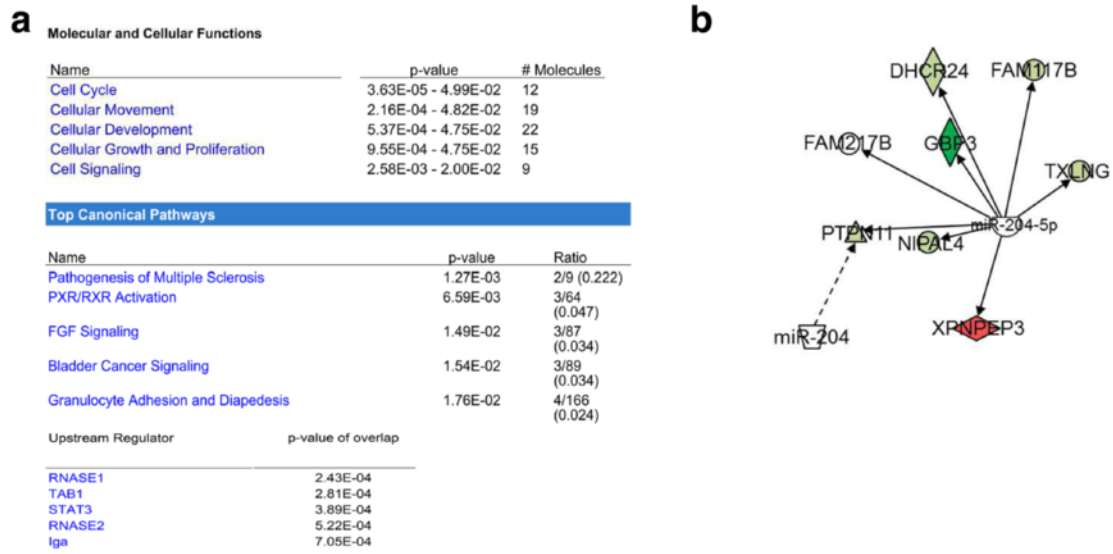 a
Molecular and Cellular Functions
Name p-value # Molecules
Cell Cycle 3.63E-05 - 4.99E-02 12
Cellular Movement 2.16E-04 - 4.82E-02 19
Cellular Development 5.37E-04 - 4.75E-02 22
Cellular Growth and Proliferation 9.55E-04 - 4.75E-02 15
Cell Signaling 2.58E-03 - 2.00E-02 9
Top Canonical Pathways
Name p-value Ratio
Pathogenesis of Multiple Sclerosis 1.27E-03 2/9 (0.222)
PXR/RXR Activation 6.59E-03 3/64
(0.047)
FGF Signaling 1.49E-02 3/87
(0.034)
Bladder Cancer Signaling 1.54E-02 3/89
(0.034)
Granulocyte Adhesion and Diapedesis 1.76E-02 4/166
(0.024)
Upstream Regulator p-value of overlap
RNASE1 2.43E-04
TAB1 2.81E-04
STAT3 3.89E-04
RNASE2 5.22E-04
Iga 7.05E-04
b
DHCR24 FAM117B
FAM217B GBP3
TXLNG
miR-204-5p
PTPN11 NIPAL4
XPNPEP3
miR-204